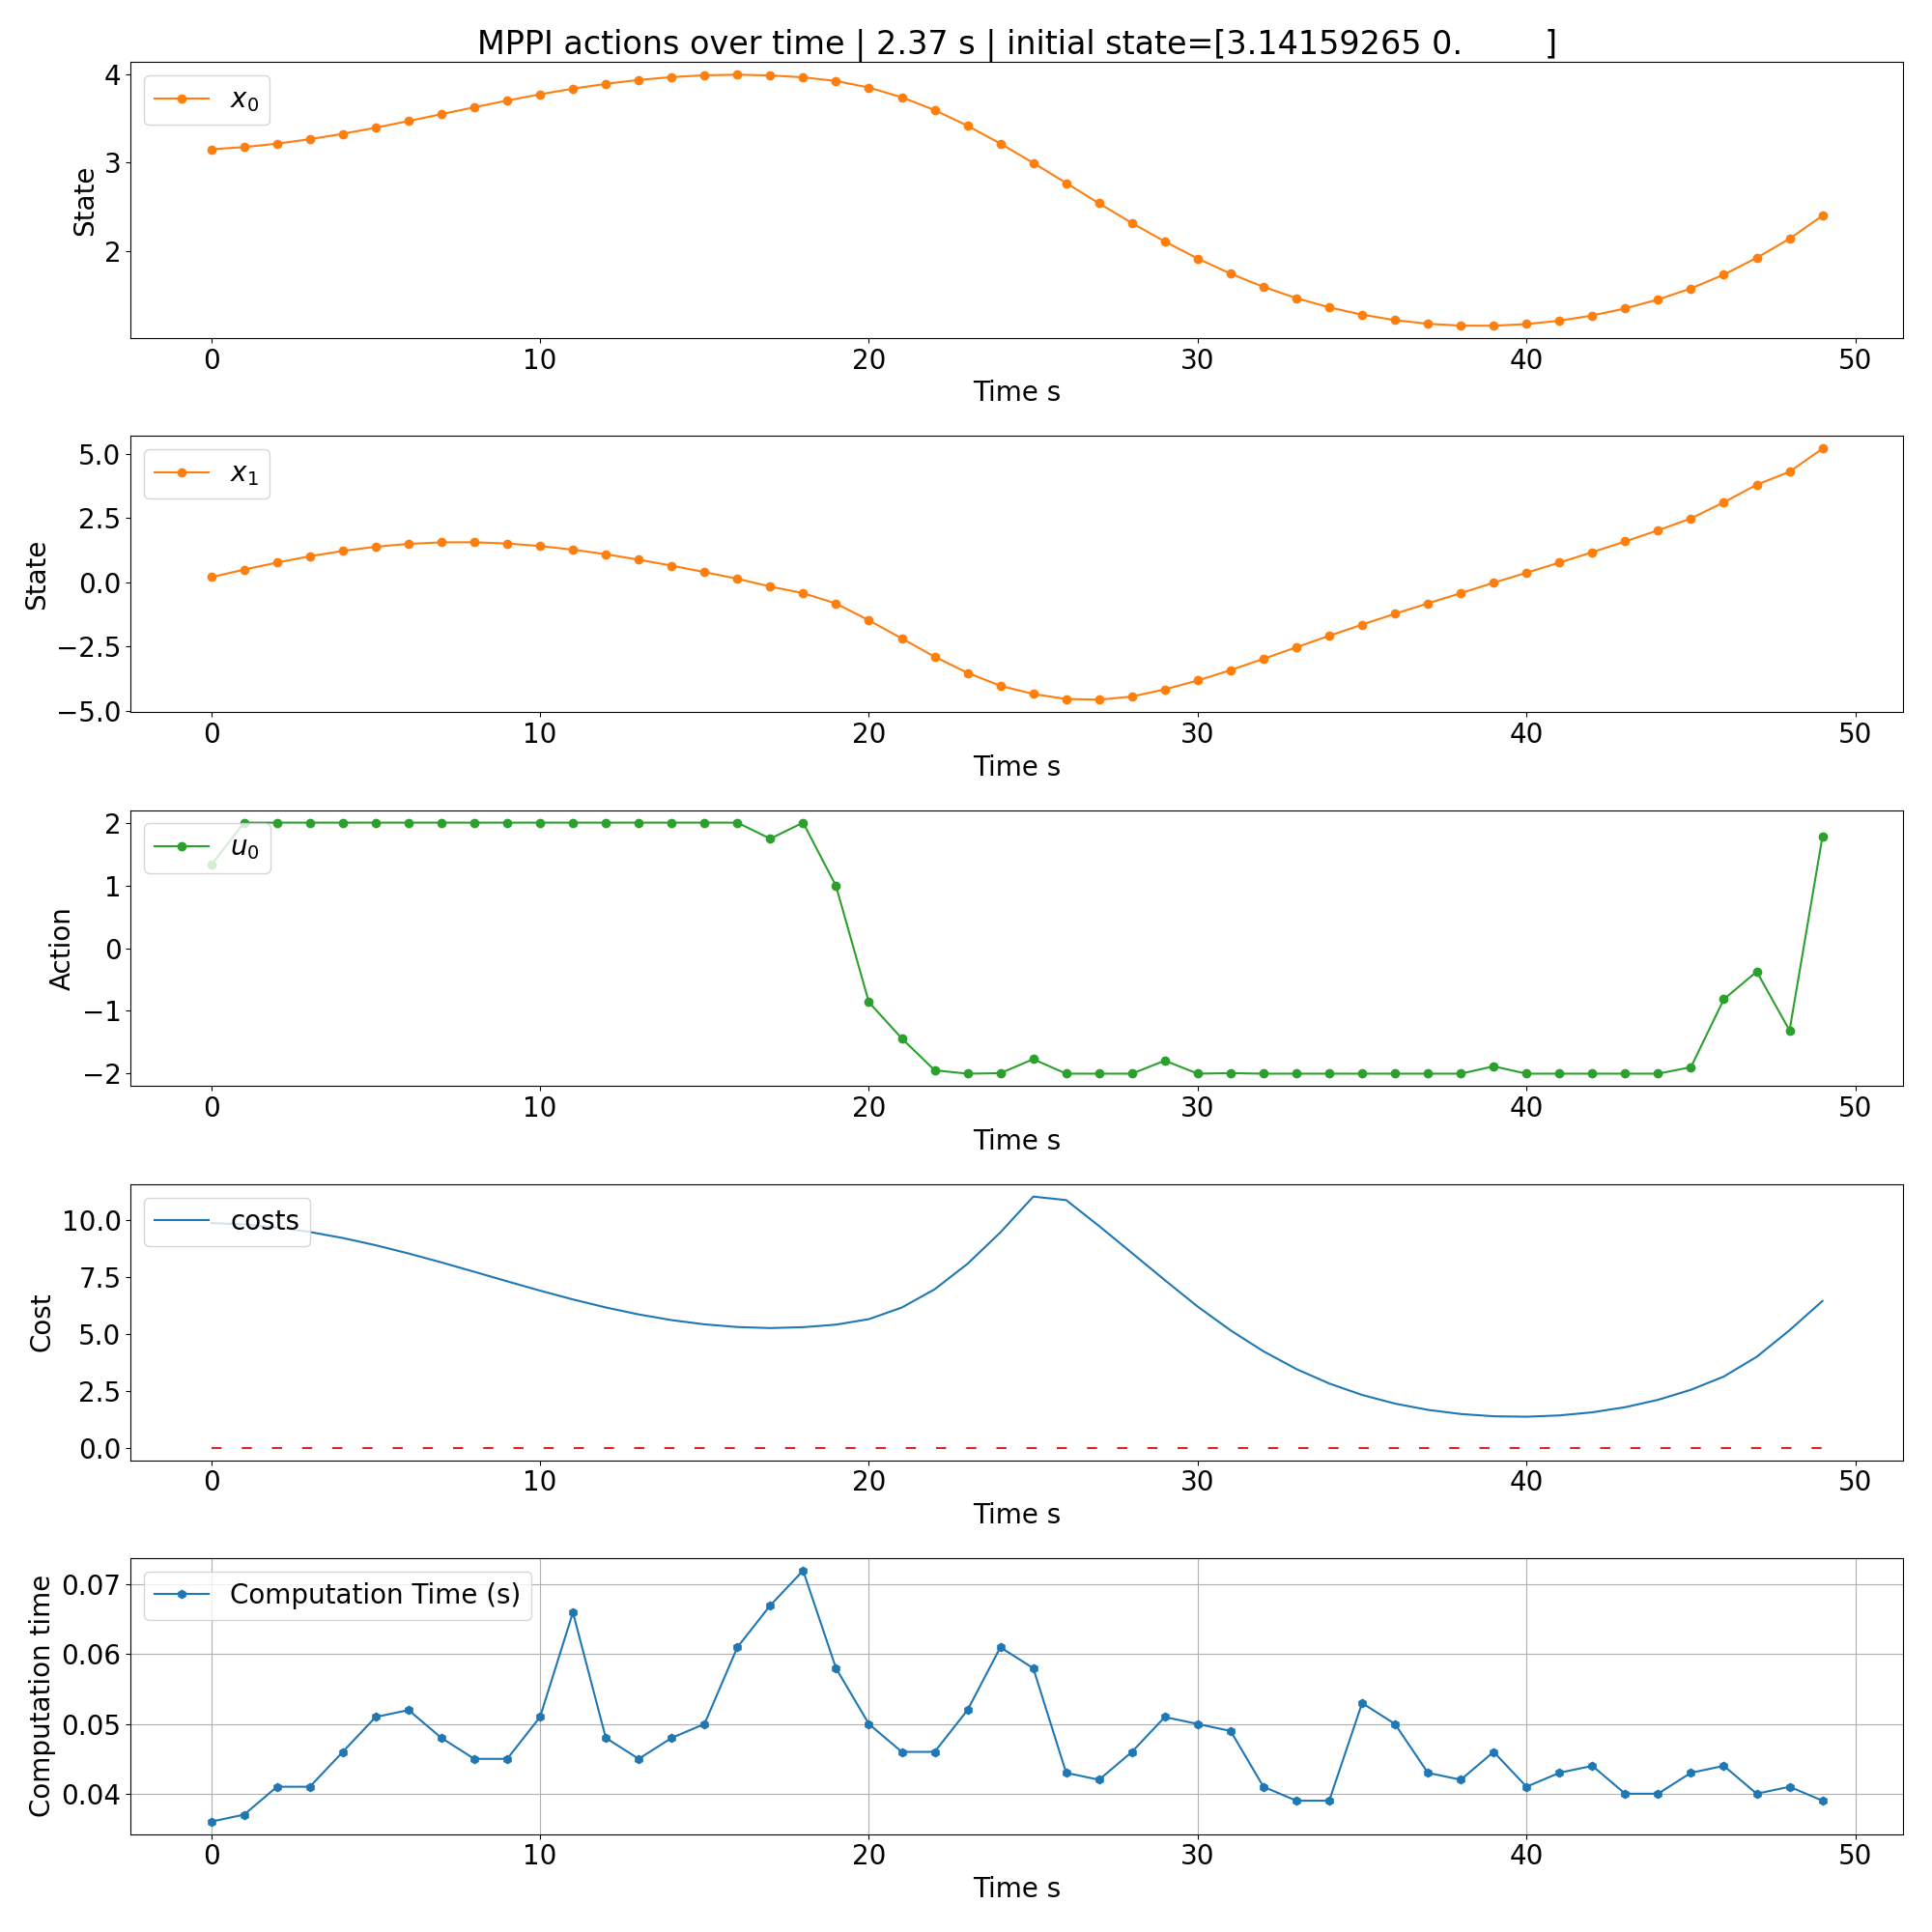 MPPI actions over time | 2.37 s | initial state=[3.14159265 0. ]
4
3
2
State
x0
0 10 20 30 40 50
Time s
5.0
2.5
0.0
−2.5
−5.0
State
x1
0 10 20 30 40 50
Time s
2
1
0
−1
−2
Action
u0
0 10 20 30 40 50
Time s
10.0
7.5
5.0
2.5
0.0
Cost
costs
0 10 20 30 40 50
Time s
0.07
0.06
0.05
0.04
Computation time
Computation Time (s)
0 10 20 30 40 50
Time s